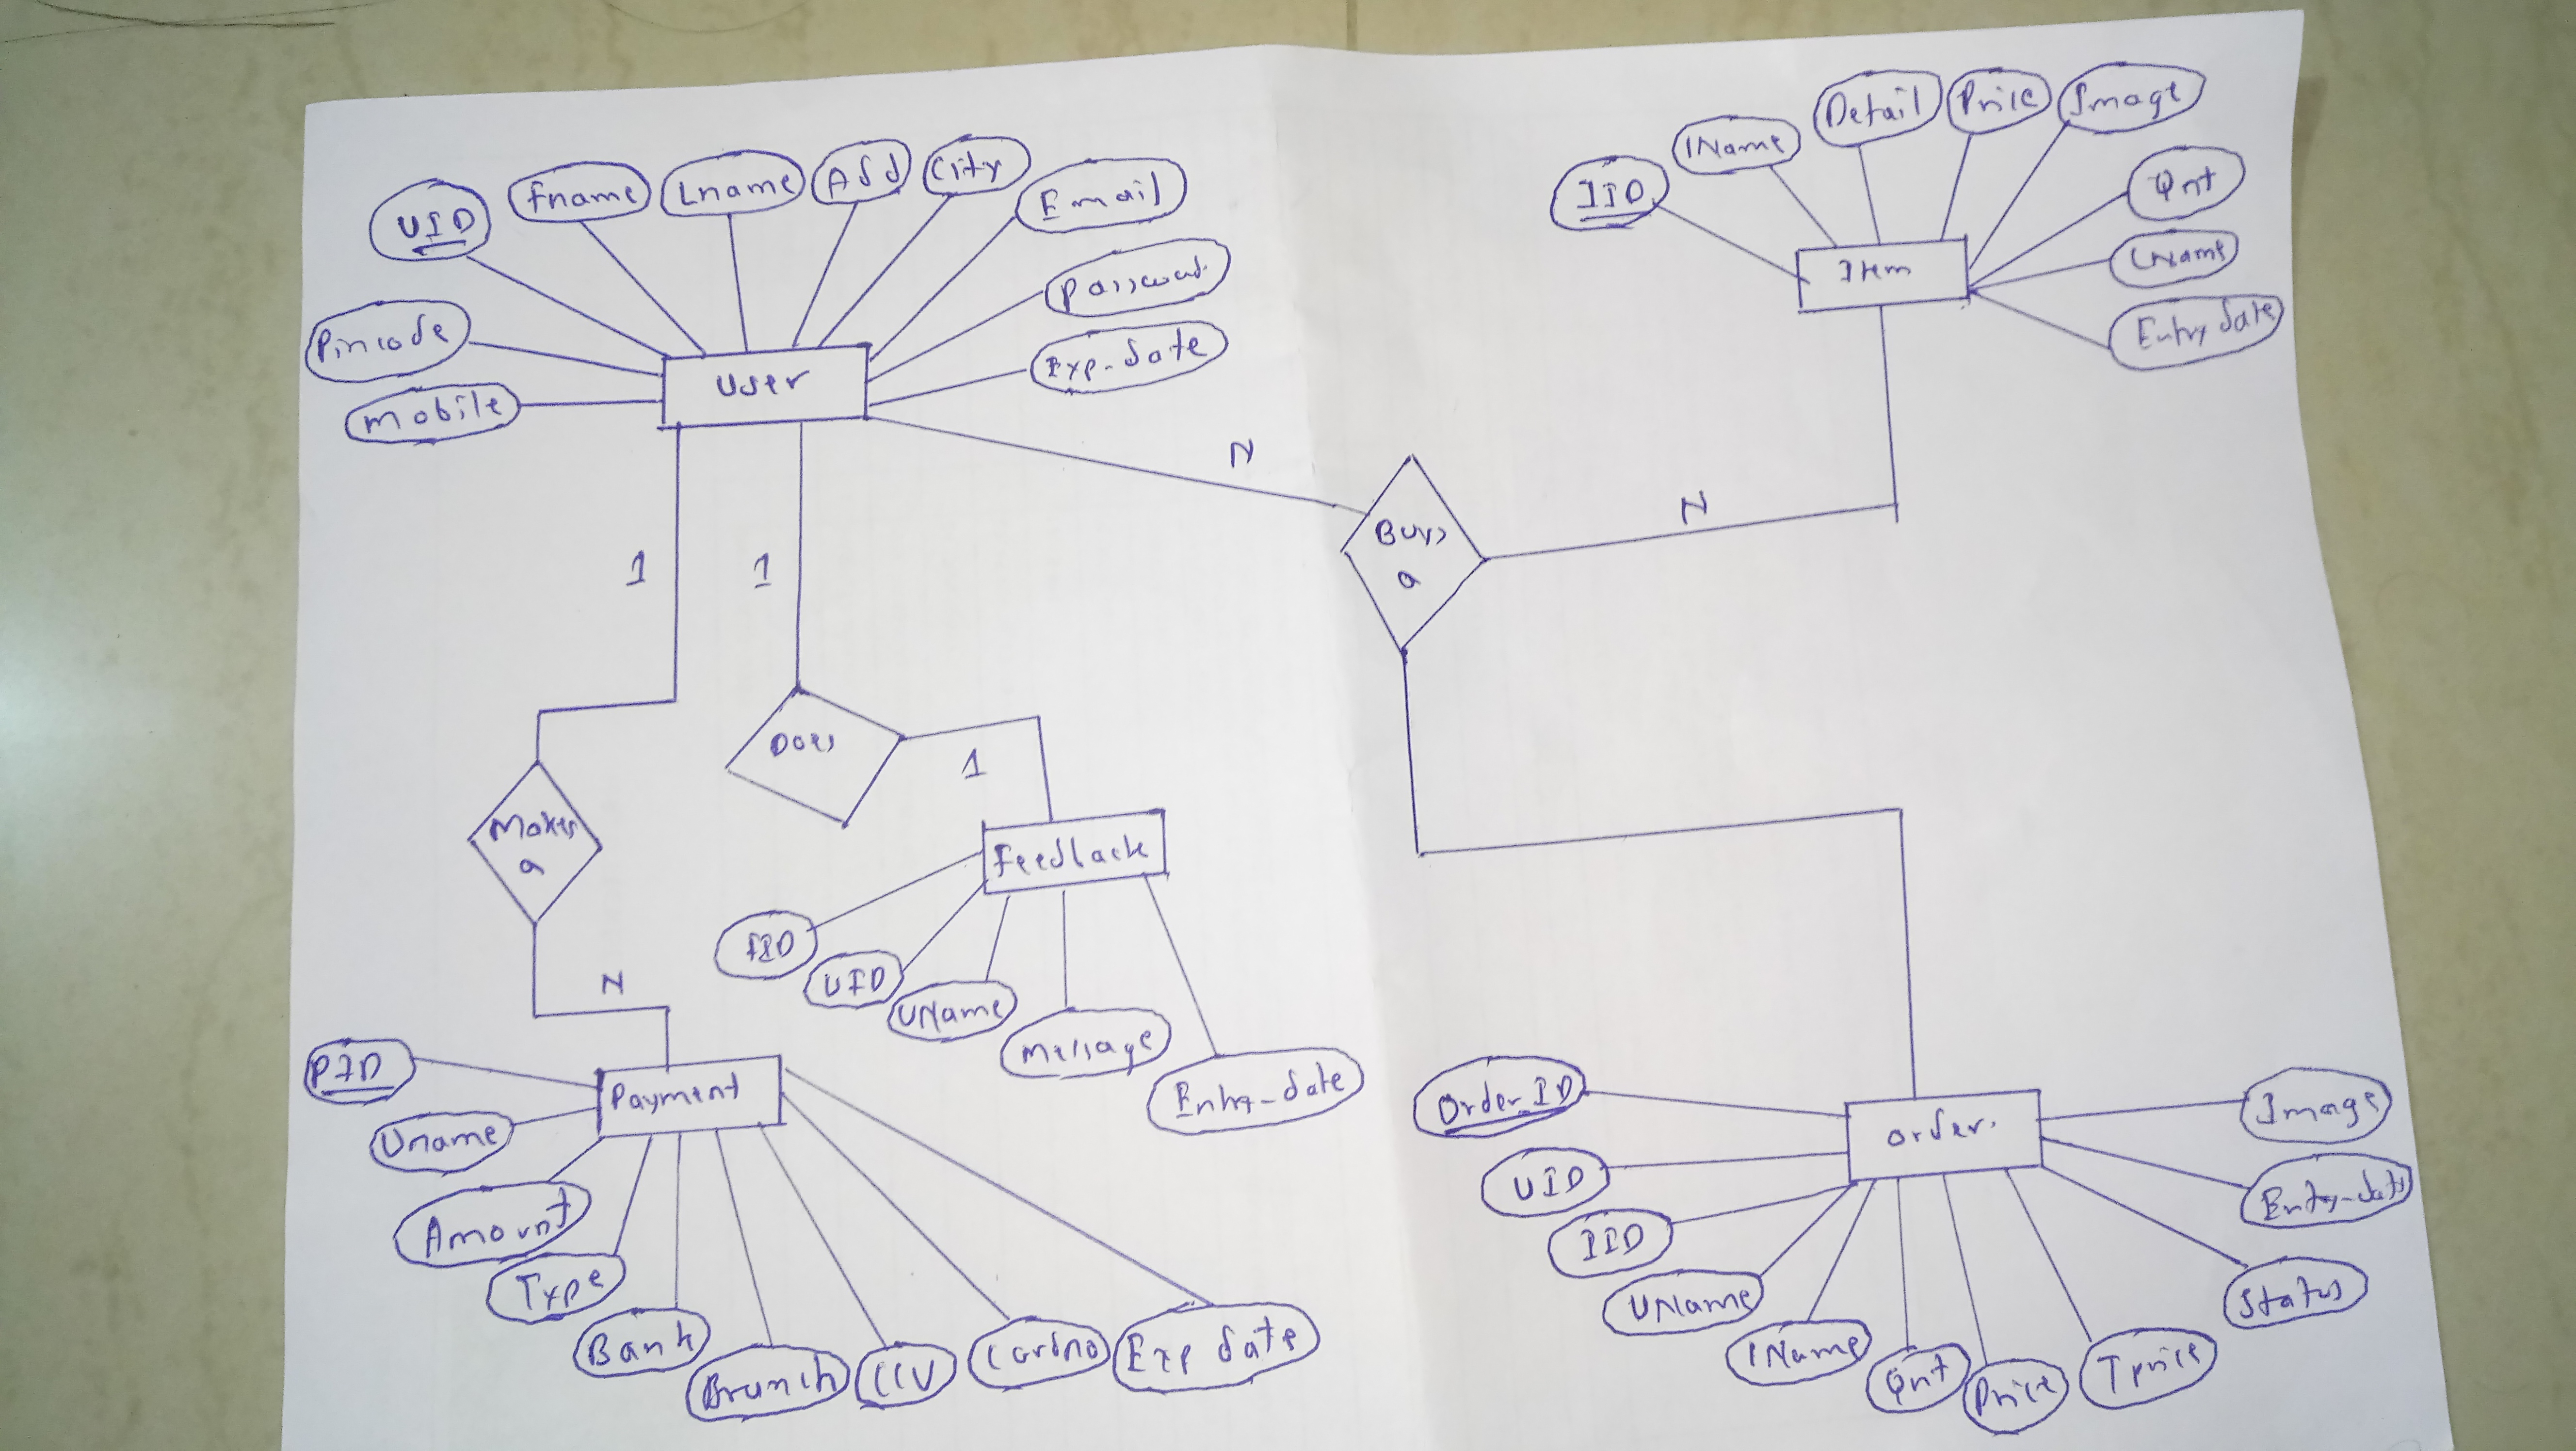 UID
Fname
Lname
Add
City
Email
Password
Exp-date
Pincode
Mobile
User
IID
IName
Detail
Price
Image
Qnt
CName
Entry date
Item
N
N
Buys
a
1
1
Does
1
Makes
a
N
Feedback
FID
UID
UName
Message
Entry-date
PID
Uname
Amount
Type
Bank
Brunch
CCV
Cardno
Exp date
Payment
Order_ID
UID
IID
UName
IName
Qnt
Price
Tprice
Status
Entry-date
Image
Order.